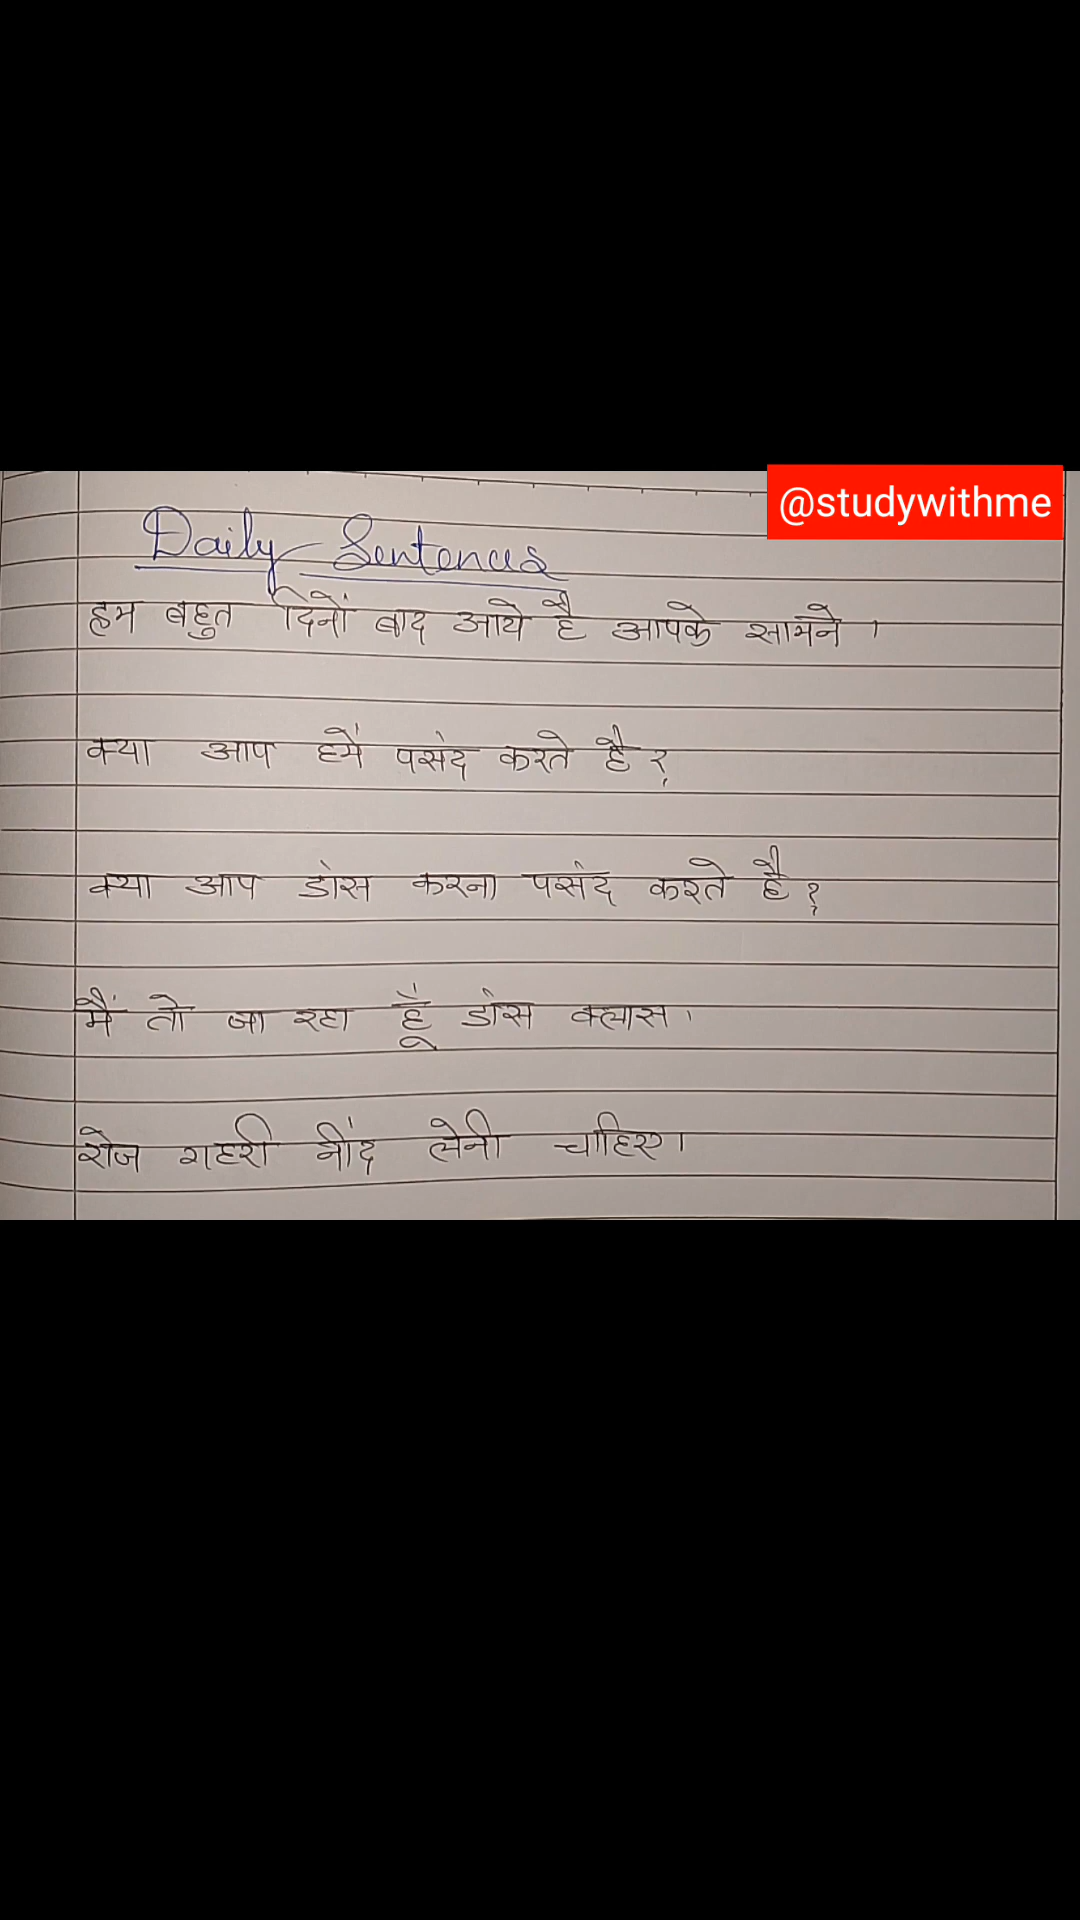 @studywithme
Daily Sentences
हम बहुत दिनों बाद आये है आपके सामने ।
क्या आप हमें पसंद करते है ?
क्या आप डांस करना पसंद करते है ?
मैं तो जा रहा हूँ डांस क्लास ।
रोज गहरी नींद लेनी चाहिए ।